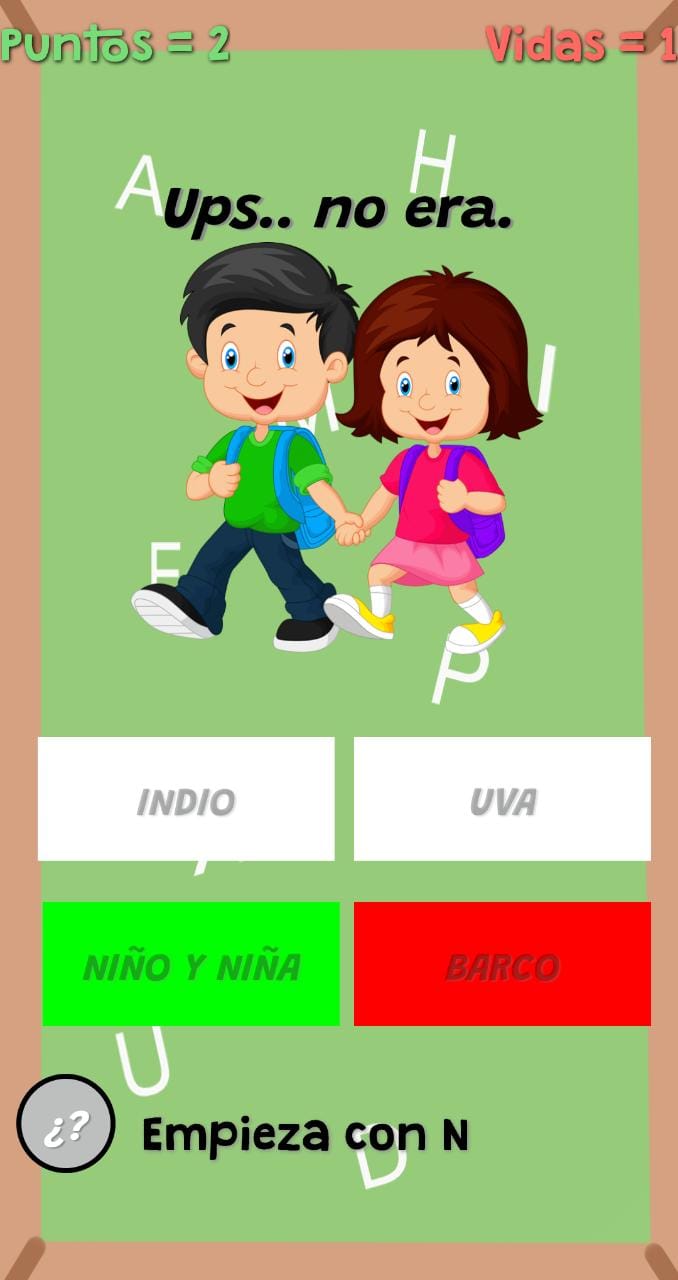 Puntos = 2
Vidas = 1
A
H
Ups.. no era.
I
M
E
P
INDIO
UVA
NIÑO Y NIÑA
BARCO
U
¿?
Empieza con N
D